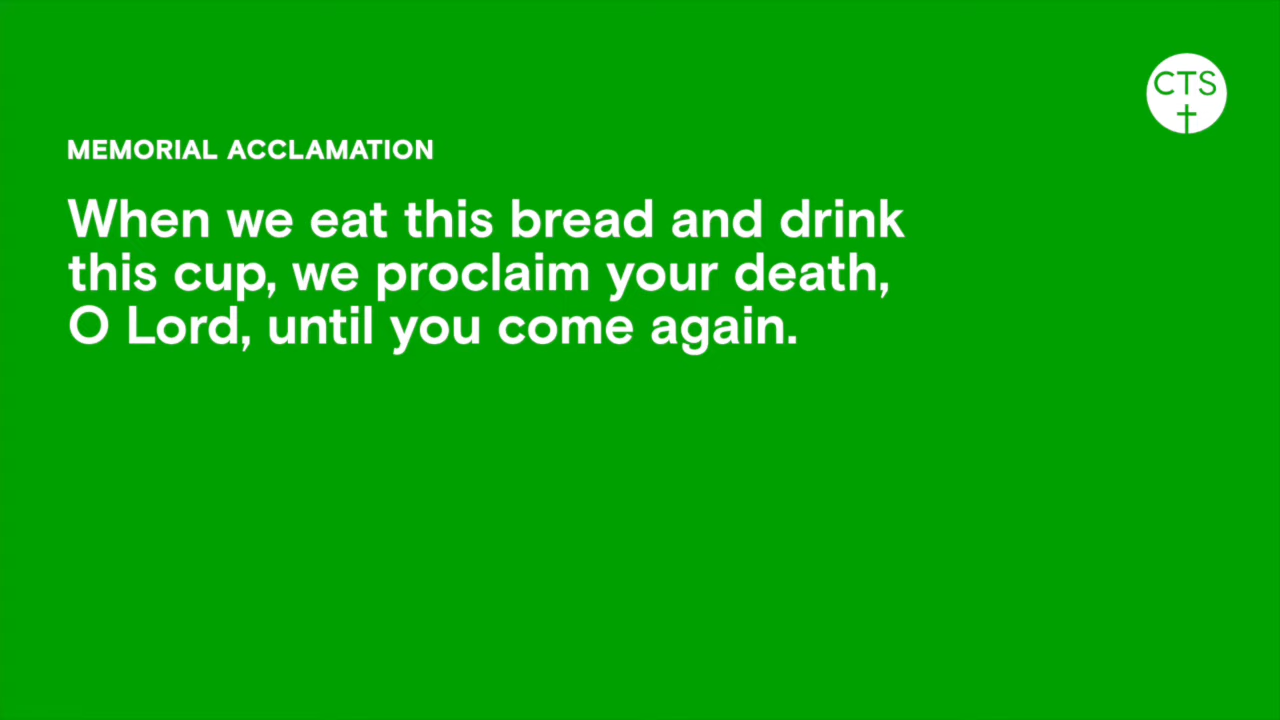 CTS
MEMORIAL ACCLAMATION
When we eat this bread and drink
this cup, we proclaim your death,
O Lord, until you come again.